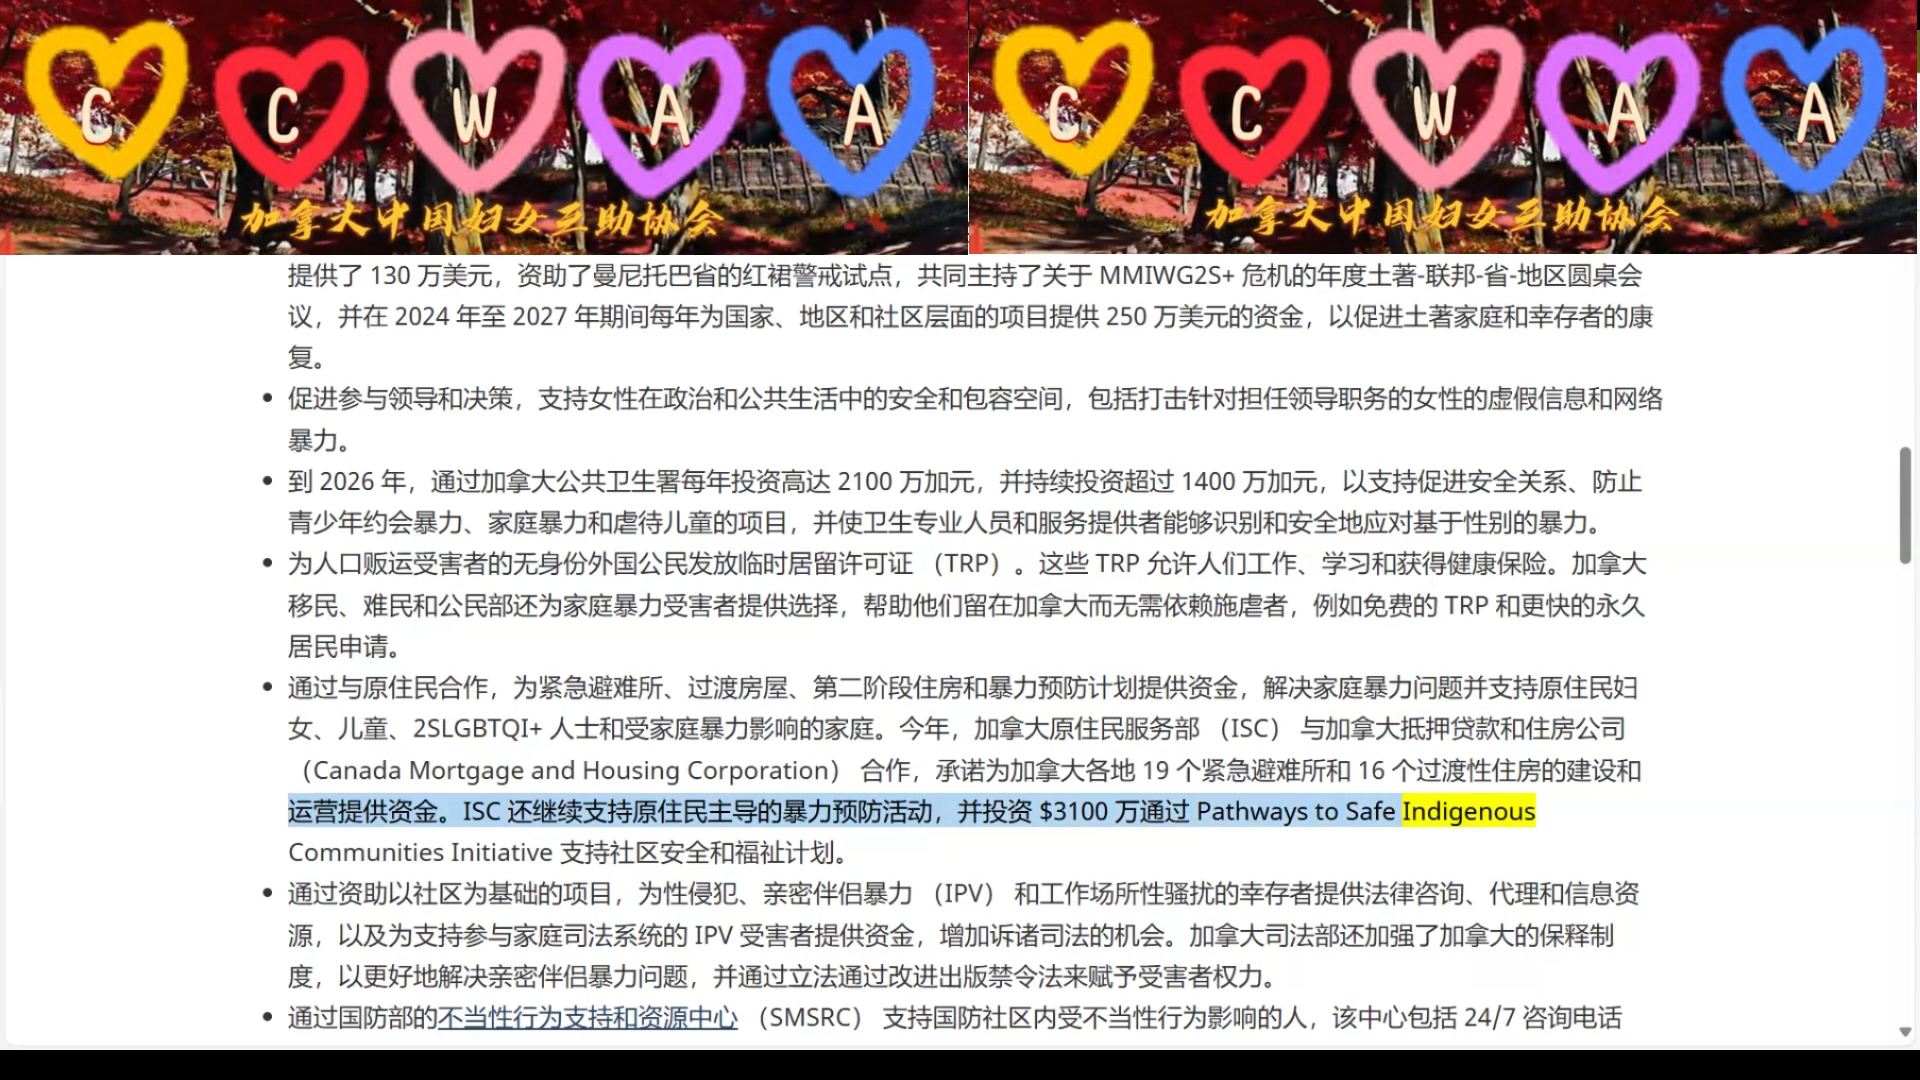 C C W A A
加拿大中国妇女互助协会
C C W A A
加拿大中国妇女互助协会
提供了 130 万美元，资助了曼尼托巴省的红裙警戒试点，共同主持了关于 MMIWG2S+ 危机的年度土著-联邦-省-地区圆桌会
议，并在 2024 年至 2027 年期间每年为国家、地区和社区层面的项目提供 250 万美元的资金，以促进土著家庭和幸存者的康
复。
• 促进参与领导和决策，支持女性在政治和公共生活中的安全和包容空间，包括打击针对担任领导职务的女性的虚假信息和网络
暴力。
• 到 2026 年，通过加拿大公共卫生署每年投资高达 2100 万加元，并持续投资超过 1400 万加元，以支持促进安全关系、防止
青少年约会暴力、家庭暴力和虐待儿童的项目，并使卫生专业人员和服务提供者能够识别和安全地应对基于性别的暴力。
• 为人口贩运受害者的无身份外国公民发放临时居留许可证 （TRP）。这些 TRP 允许人们工作、学习和获得健康保险。加拿大
移民、难民和公民部还为家庭暴力受害者提供选择，帮助他们留在加拿大而无需依赖施虐者，例如免费的 TRP 和更快的永久
居民申请。
• 通过与原住民合作，为紧急避难所、过渡房屋、第二阶段住房和暴力预防计划提供资金，解决家庭暴力问题并支持原住民妇
女、儿童、2SLGBTQI+ 人士和受家庭暴力影响的家庭。今年，加拿大原住民服务部 （ISC） 与加拿大抵押贷款和住房公司
（Canada Mortgage and Housing Corporation） 合作，承诺为加拿大各地 19 个紧急避难所和 16 个过渡性住房的建设和
运营提供资金。ISC 还继续支持原住民主导的暴力预防活动，并投资 $3100 万通过 Pathways to Safe Indigenous
Communities Initiative 支持社区安全和福祉计划。
• 通过资助以社区为基础的项目，为性侵犯、亲密伴侣暴力 （IPV） 和工作场所性骚扰的幸存者提供法律咨询、代理和信息资
源，以及为支持参与家庭司法系统的 IPV 受害者提供资金，增加诉诸司法的机会。加拿大司法部还加强了加拿大的保释制
度，以更好地解决亲密伴侣暴力问题，并通过立法通过改进出版禁令法来赋予受害者权力。
• 通过国防部的不当性行为支持和资源中心 （SMSRC） 支持国防社区内受不当性行为影响的人，该中心包括 24/7 咨询电话